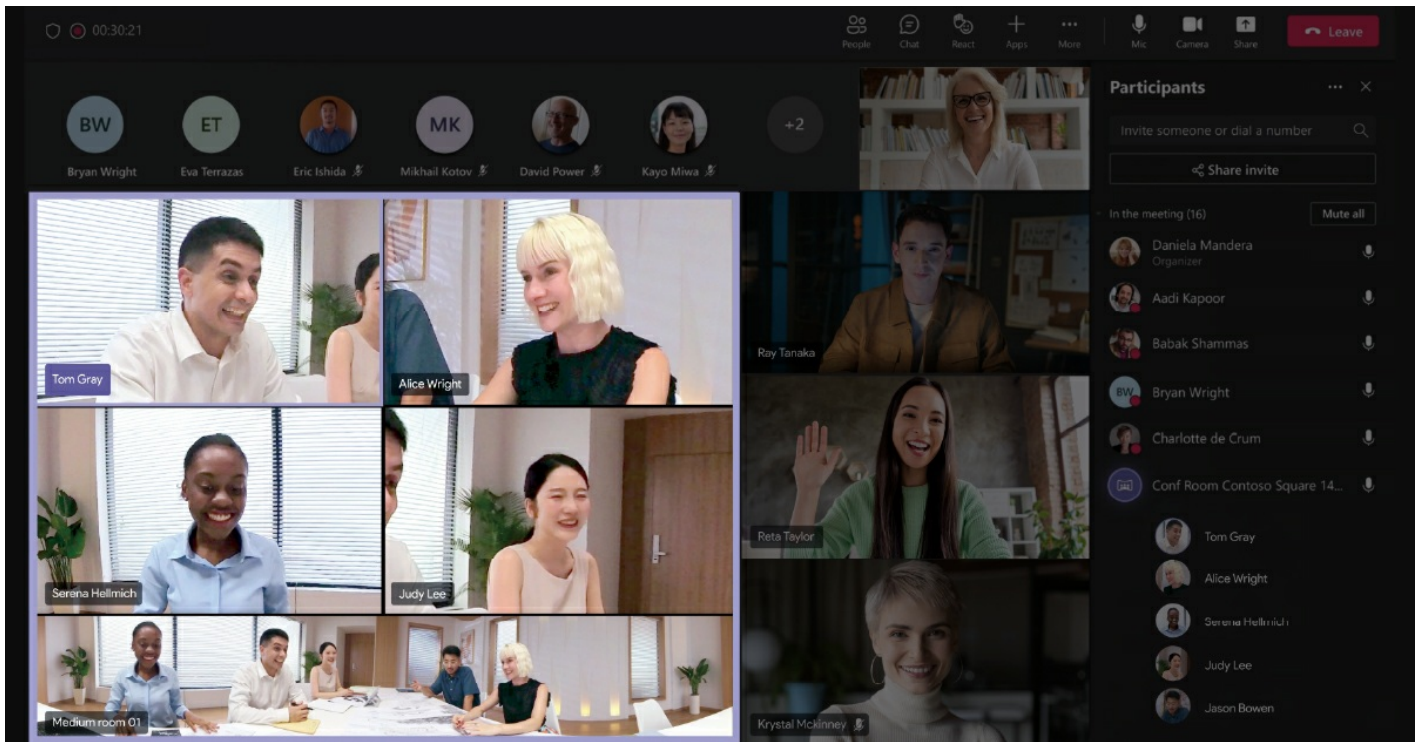 00:30:21
People Chat React Apps More Mic Camera Share Leave
BW ET MK +2
Bryan Wright Eva Terrazas Eric Ishida Mikhail Kotov David Power Kayo Miwa
Tom Gray
Alice Wright
Serena Hellmich
Judy Lee
Medium room 01
Ray Tanaka
Reta Taylor
Krystal Mckinney
Participants
Invite someone or dial a number
Share invite
In the meeting (16) Mute all
Daniela Mandera
Organizer
Aadi Kapoor
Babak Shammas
BW Bryan Wright
Charlotte de Crum
Conf Room Contoso Square 14...
Tom Gray
Alice Wright
Serena Hellmich
Judy Lee
Jason Bowen